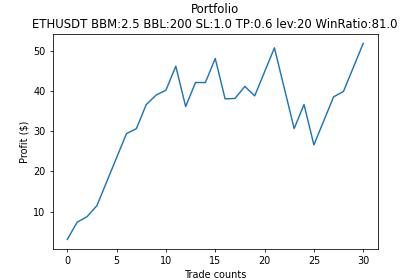 Portfolio
ETHUSDT BBM:2.5 BBL:200 SL:1.0 TP:0.6 lev:20 WinRatio:81.0
50
40
30
20
10
Profit ($)
0 5 10 15 20 25 30
Trade counts